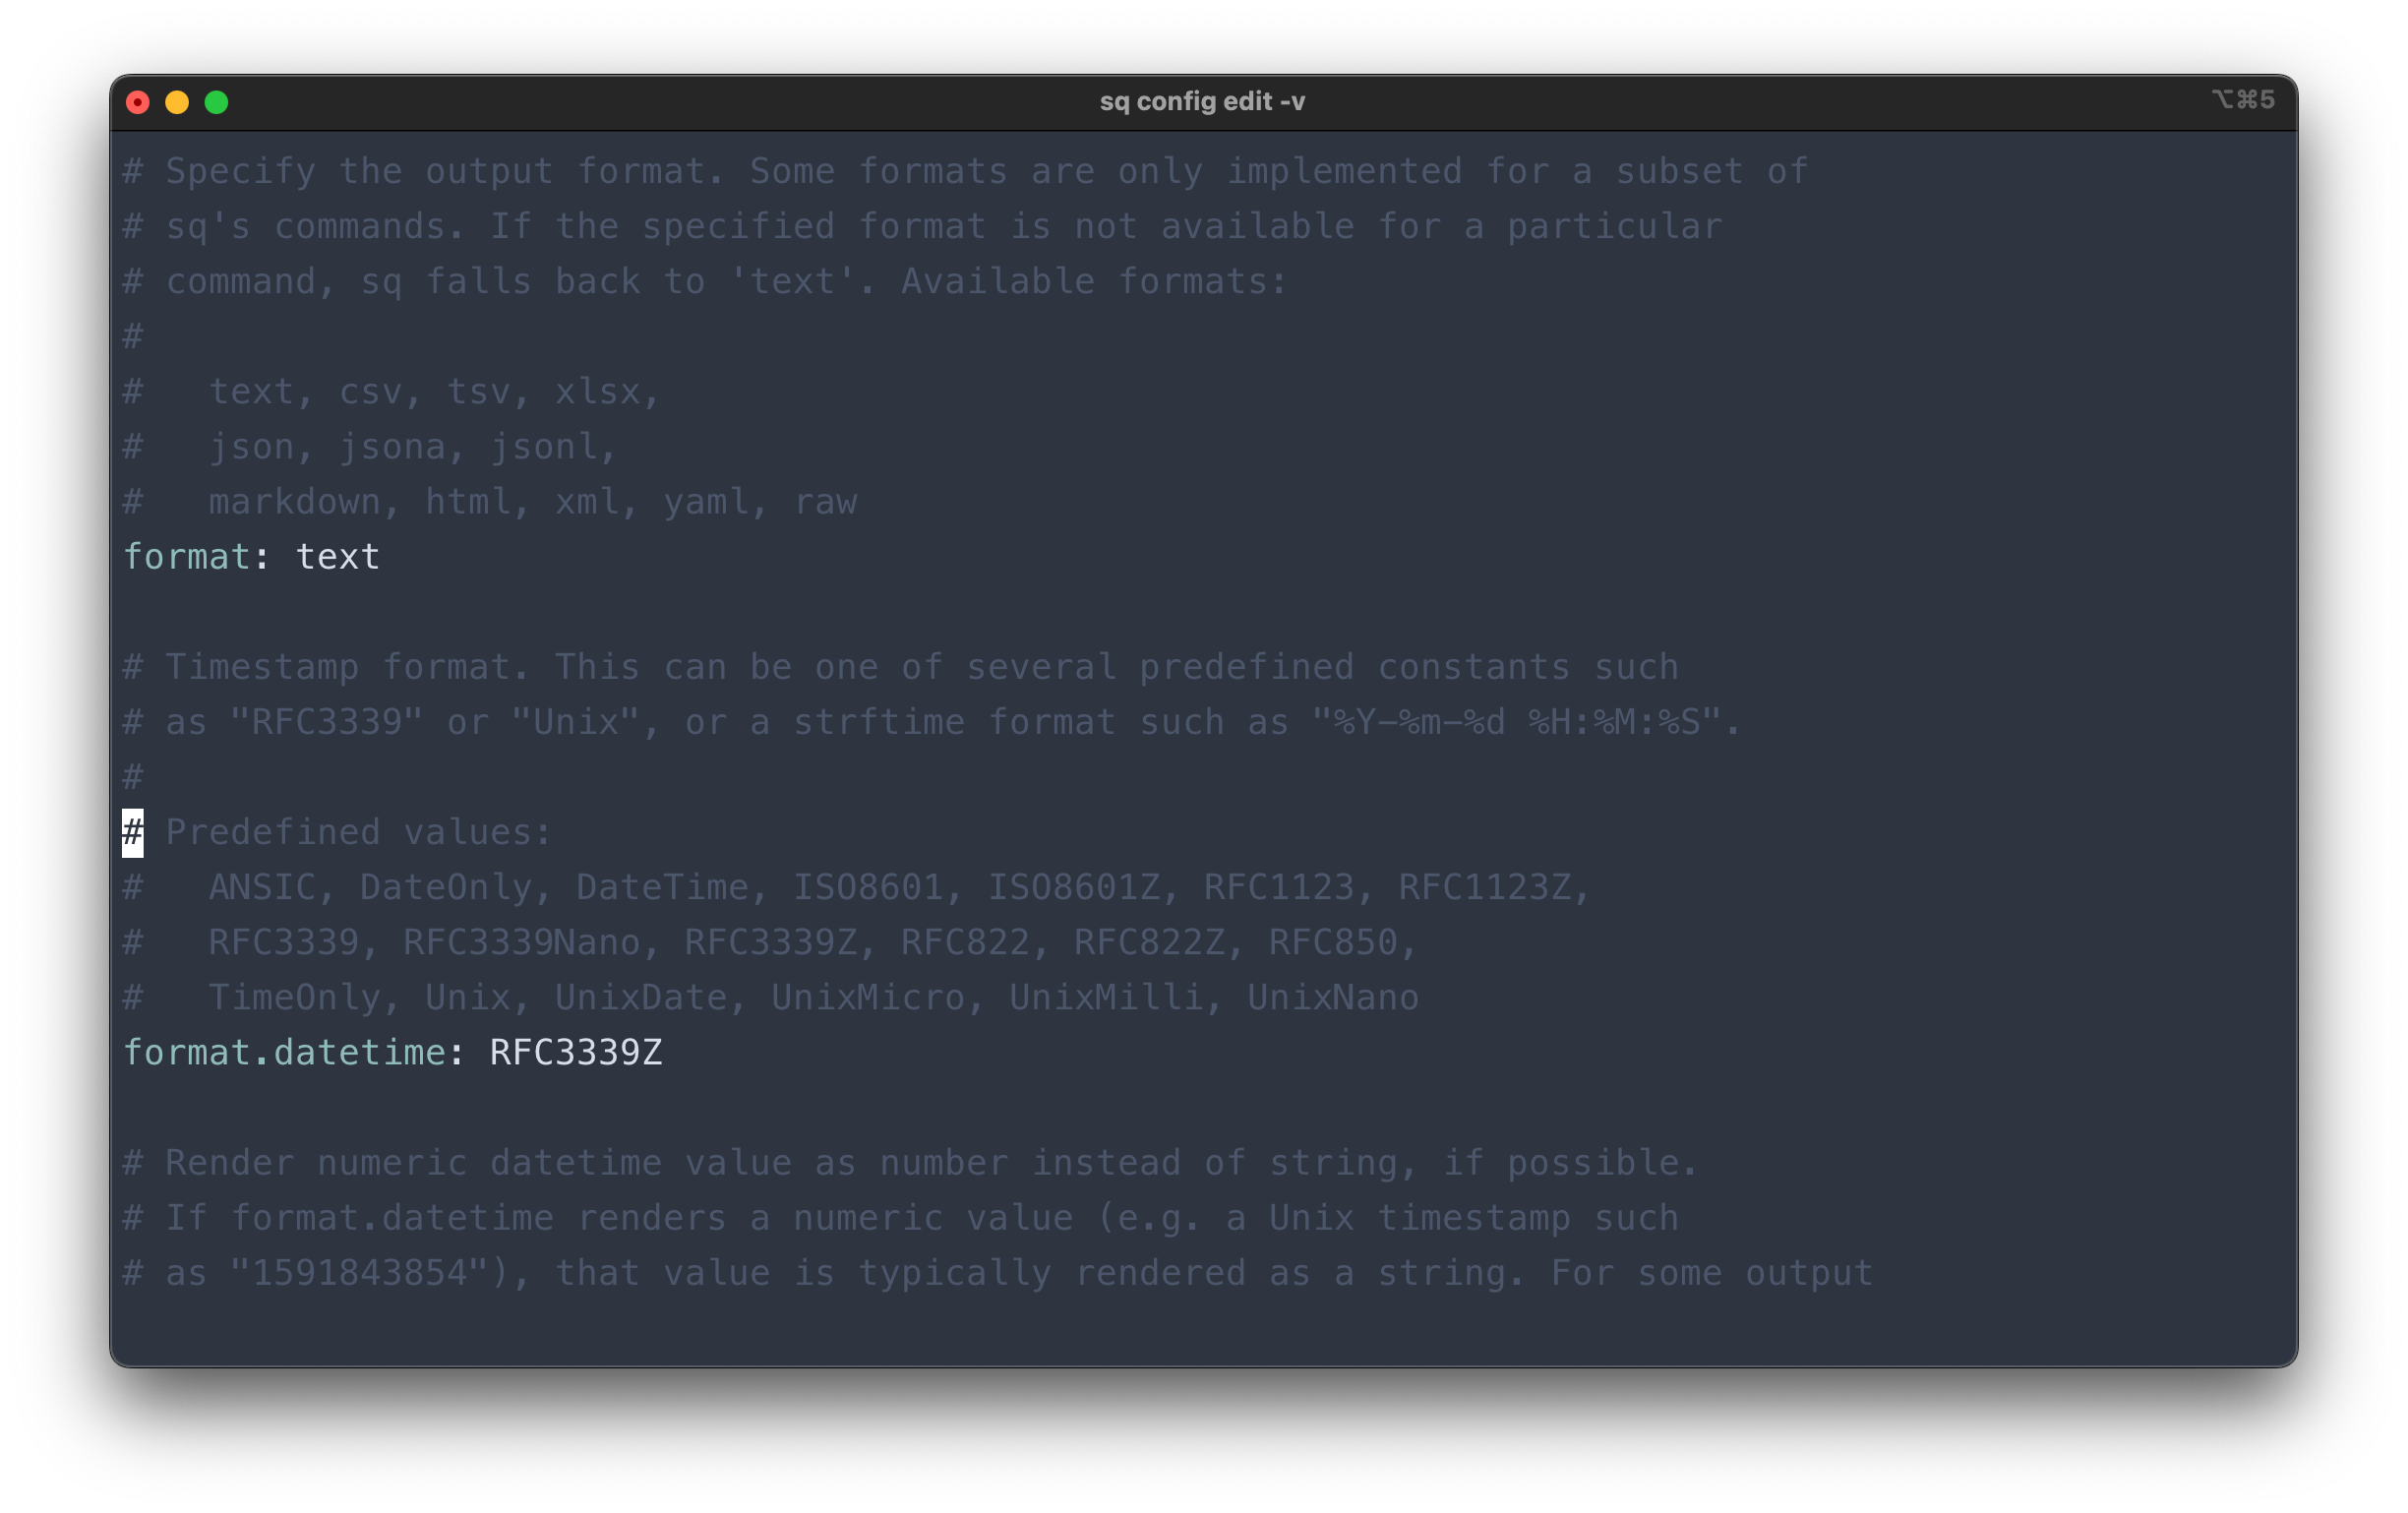 sq config edit -v
⌥⌘5
# Specify the output format. Some formats are only implemented for a subset of
# sq's commands. If the specified format is not available for a particular
# command, sq falls back to 'text'. Available formats:
#
#   text, csv, tsv, xlsx,
#   json, jsona, jsonl,
#   markdown, html, xml, yaml, raw
format: text
# Timestamp format. This can be one of several predefined constants such
# as "RFC3339" or "Unix", or a strftime format such as "%Y-%m-%d %H:%M:%S".
#
# Predefined values:
#   ANSIC, DateOnly, DateTime, ISO8601, ISO8601Z, RFC1123, RFC1123Z,
#   RFC3339, RFC3339Nano, RFC3339Z, RFC822, RFC822Z, RFC850,
#   TimeOnly, Unix, UnixDate, UnixMicro, UnixMilli, UnixNano
format.datetime: RFC3339Z
# Render numeric datetime value as number instead of string, if possible.
# If format.datetime renders a numeric value (e.g. a Unix timestamp such
# as "1591843854"), that value is typically rendered as a string. For some output